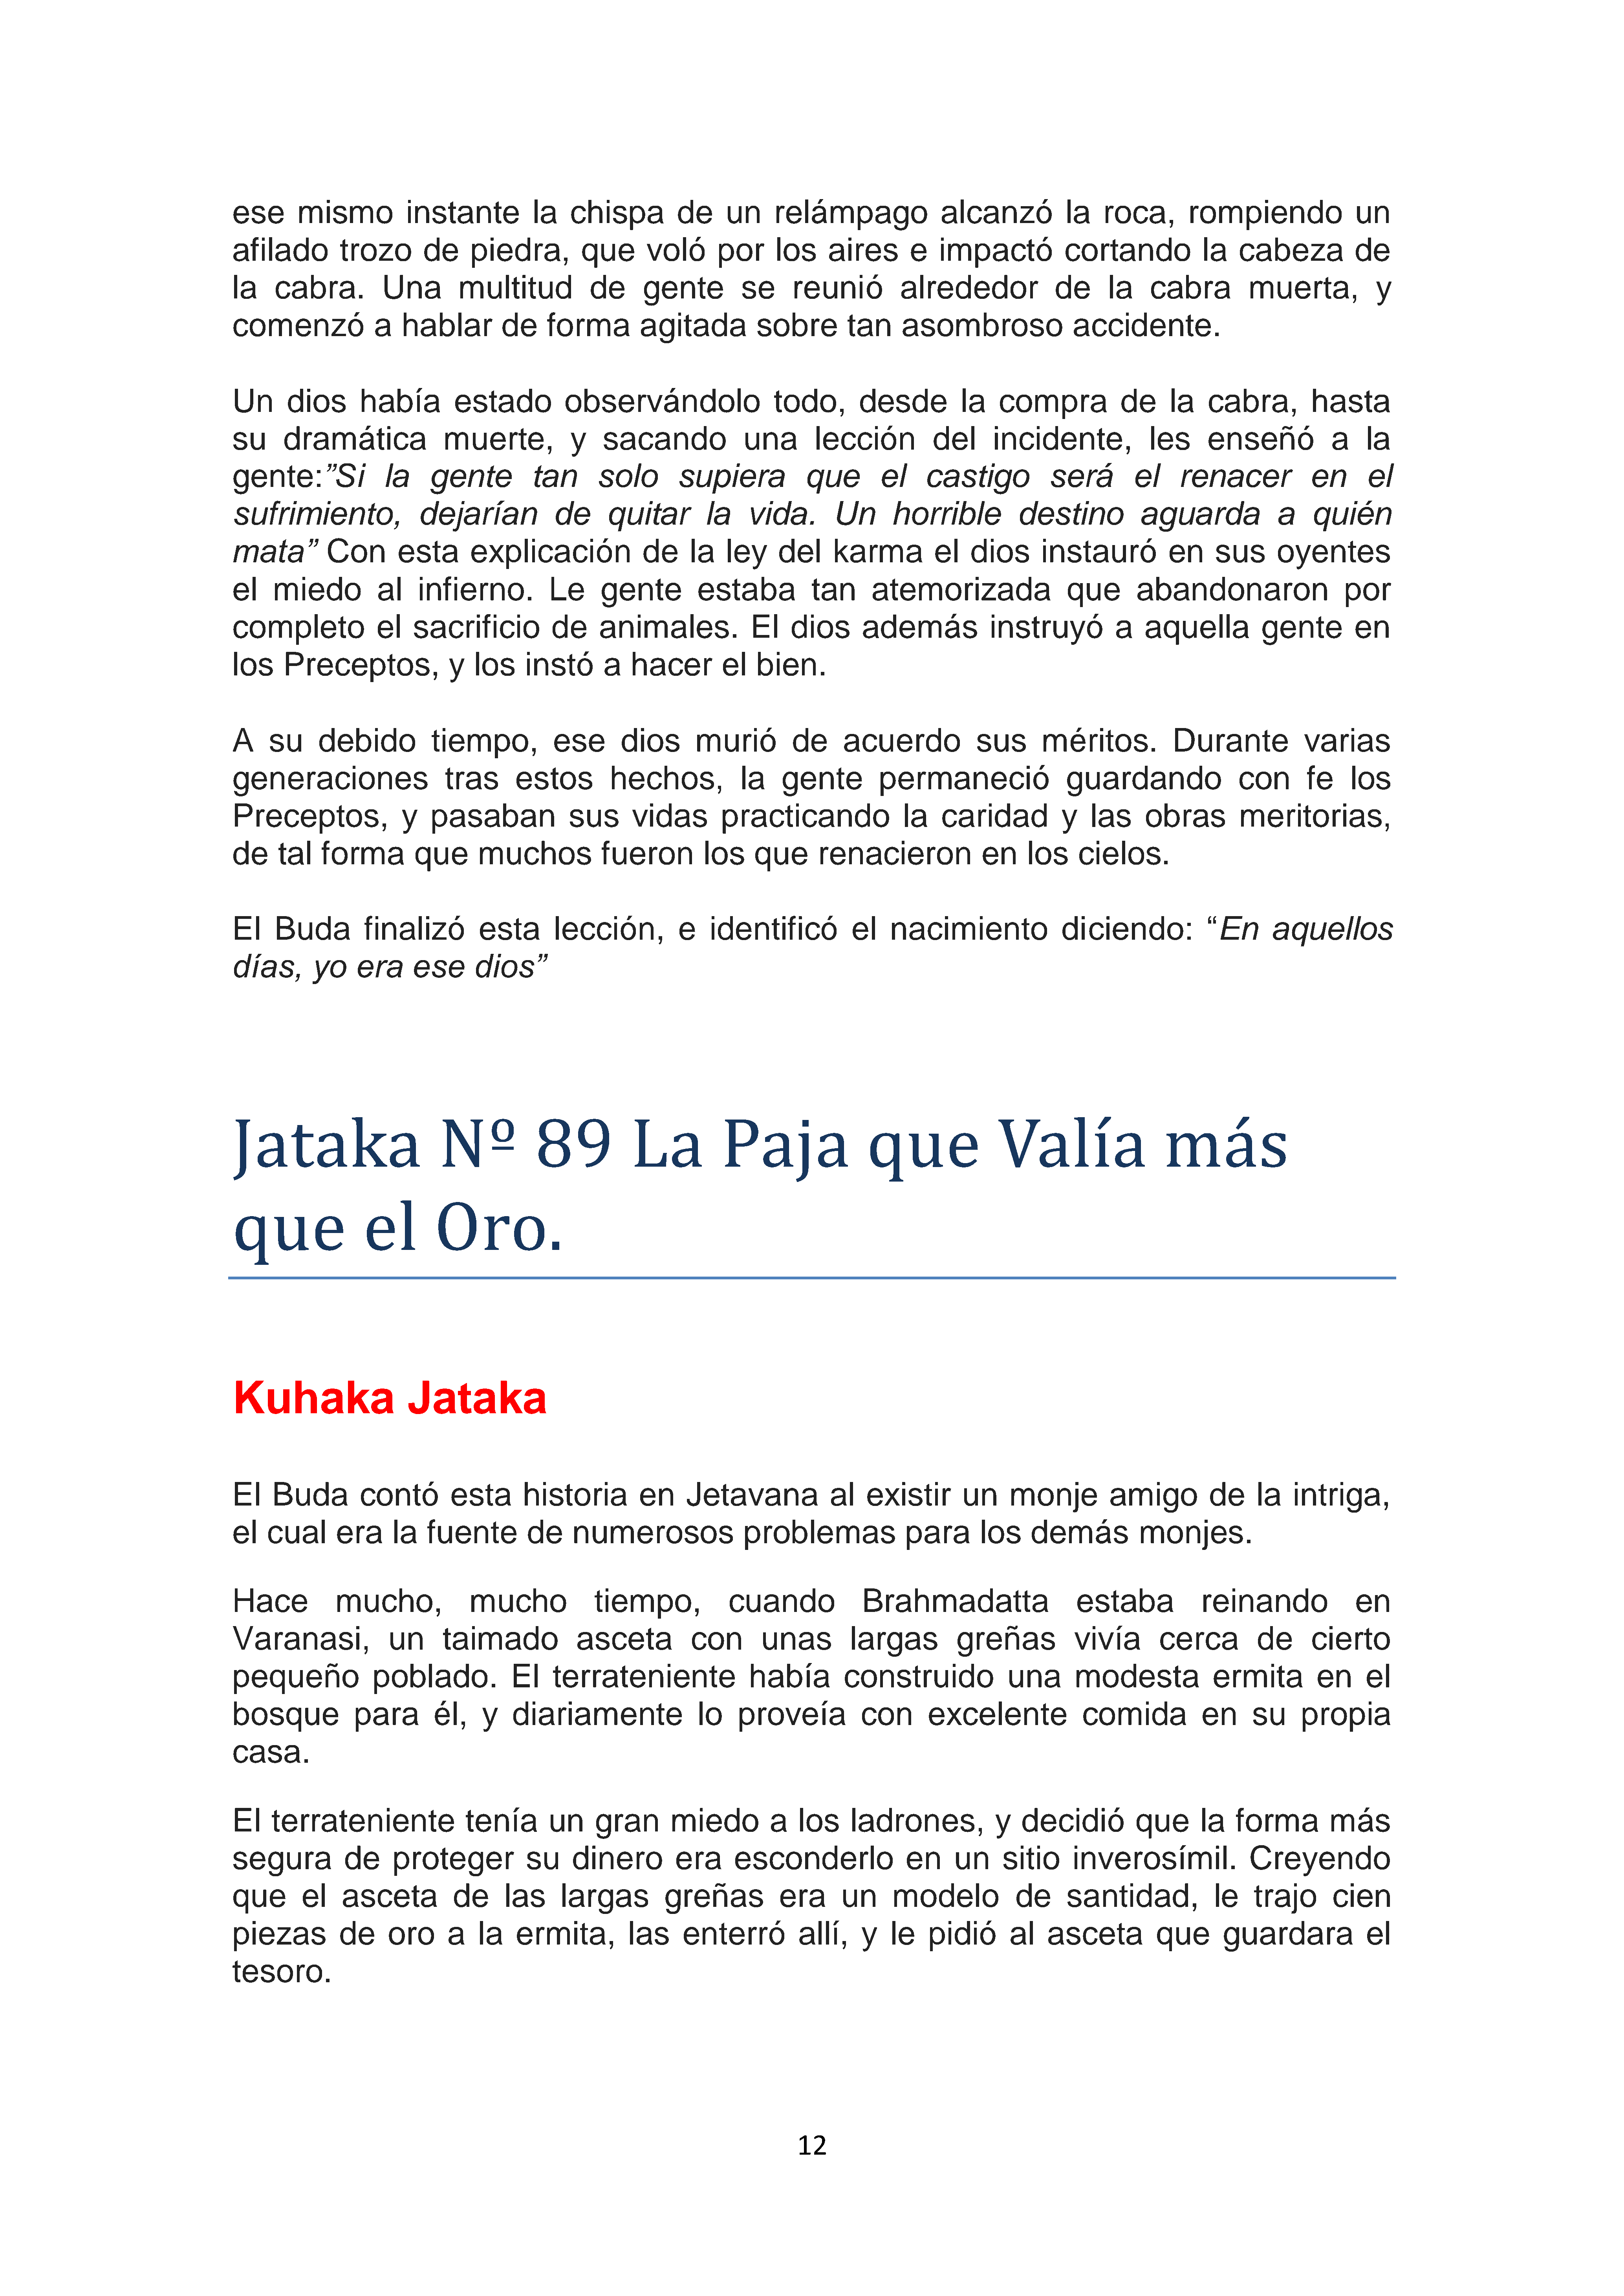 ese mismo instante la chispa de un relámpago alcanzó la roca, rompiendo un
afilado trozo de piedra, que voló por los aires e impactó cortando la cabeza de
la cabra. Una multitud de gente se reunió alrededor de la cabra muerta, y
comenzó a hablar de forma agitada sobre tan asombroso accidente.
Un dios había estado observándolo todo, desde la compra de la cabra, hasta
su dramática muerte, y sacando una lección del incidente, les enseñó a la
gente:”Si la gente tan solo supiera que el castigo será el renacer en el
sufrimiento, dejarían de quitar la vida. Un horrible destino aguarda a quién
mata” Con esta explicación de la ley del karma el dios instauró en sus oyentes
el miedo al infierno. Le gente estaba tan atemorizada que abandonaron por
completo el sacrificio de animales. El dios además instruyó a aquella gente en
los Preceptos, y los instó a hacer el bien.
A su debido tiempo, ese dios murió de acuerdo sus méritos. Durante varias
generaciones tras estos hechos, la gente permaneció guardando con fe los
Preceptos, y pasaban sus vidas practicando la caridad y las obras meritorias,
de tal forma que muchos fueron los que renacieron en los cielos.
El Buda finalizó esta lección, e identificó el nacimiento diciendo: “En aquellos
días, yo era ese dios”
Jataka Nº 89 La Paja que Valía más
que el Oro.
Kuhaka Jataka
El Buda contó esta historia en Jetavana al existir un monje amigo de la intriga,
el cual era la fuente de numerosos problemas para los demás monjes.
Hace mucho, mucho tiempo, cuando Brahmadatta estaba reinando en
Varanasi, un taimado asceta con unas largas greñas vivía cerca de cierto
pequeño poblado. El terrateniente había construido una modesta ermita en el
bosque para él, y diariamente lo proveía con excelente comida en su propia
casa.
El terrateniente tenía un gran miedo a los ladrones, y decidió que la forma más
segura de proteger su dinero era esconderlo en un sitio inverosímil. Creyendo
que el asceta de las largas greñas era un modelo de santidad, le trajo cien
piezas de oro a la ermita, las enterró allí, y le pidió al asceta que guardara el
tesoro.
12